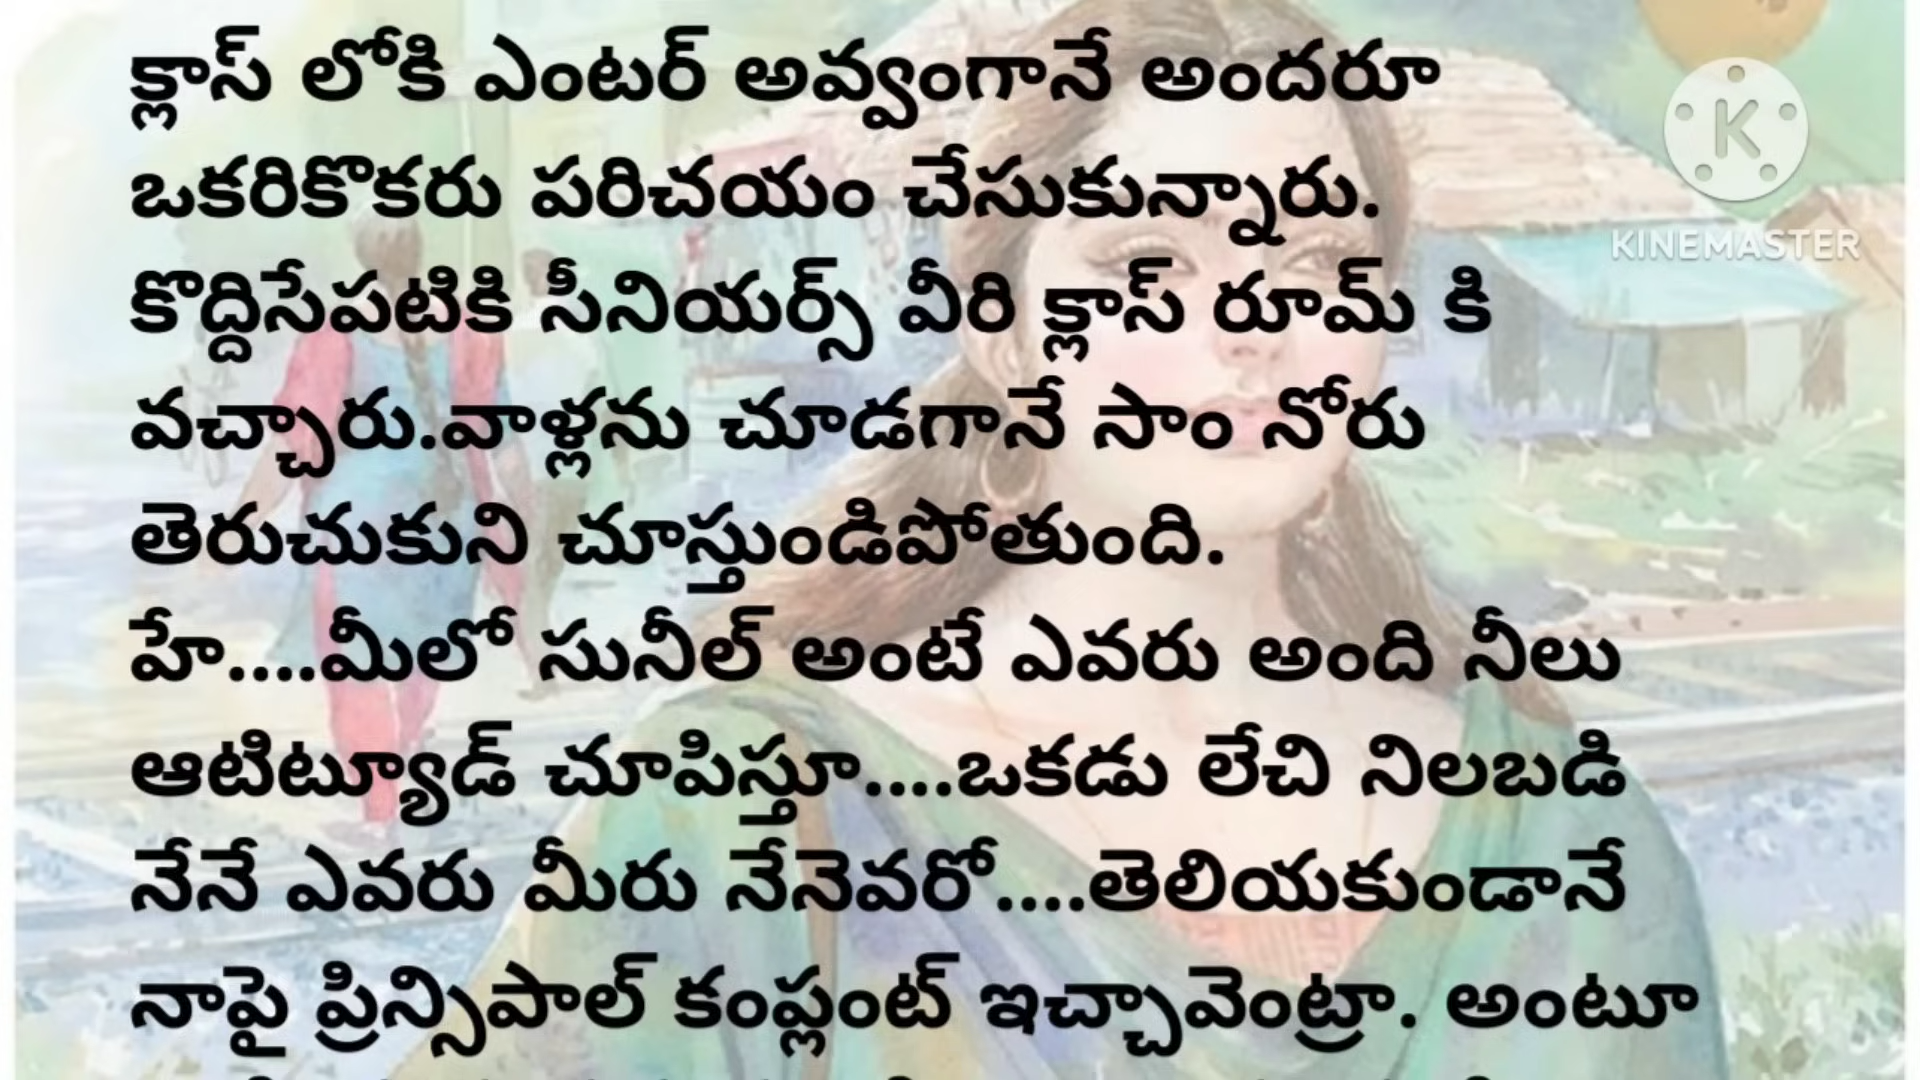 క్లాస్ లోకి ఎంటర్ అవ్వంగానే అందరూ
ఒకరికొకరు పరిచయం చేసుకున్నారు.
కొద్దిసేపటికి సీనియర్స్ వీరి క్లాస్ రూమ్ కి
వచ్చారు.వాళ్లను చూడగానే సాం నోరు
తెరుచుకుని చూస్తుండిపోతుంది.
హే....మీలో సునీల్ అంటే ఎవరు అంది నీలు
ఆటిట్యూడ్ చూపిస్తూ....ఒకడు లేచి నిలబడి
నేనే ఎవరు మీరు నేనెవరో....తెలియకుండానే
నాపై ప్రిన్సిపాల్ కంప్లంట్ ఇచ్చావెంట్రా. అంటూ
K
KINEMASTER